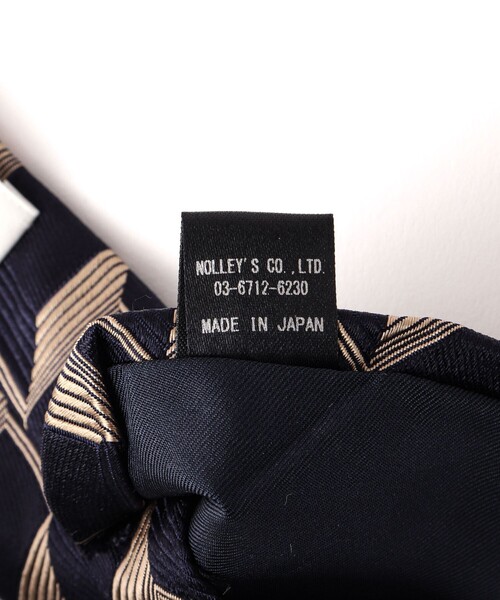 NOLLEY'S CO.,LTD.
03-6712-6230
MADE IN JAPAN